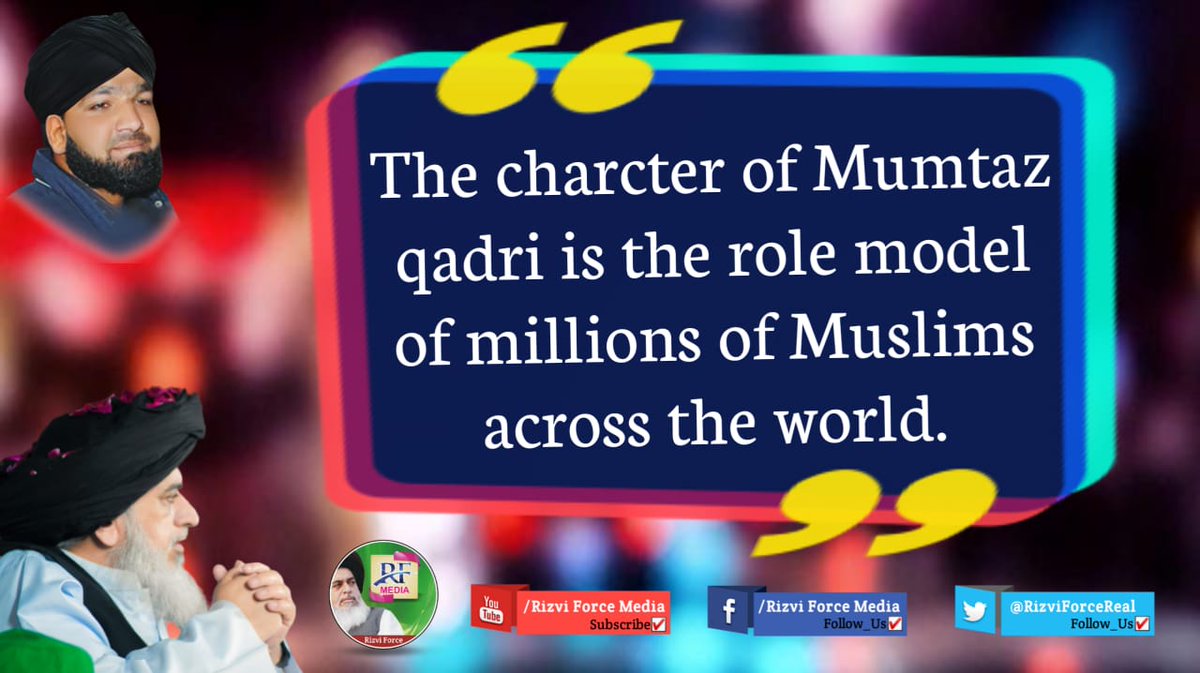 The charcter of Mumtaz
qadri is the role model
of millions of Muslims
across the world.
RF
MEDIA
Rizvi Force
You
Tube
/Rizvi Force Media
Subscribe
f
/Rizvi Force Media
Follow_Us
@RizviForceReal
Follow_Us